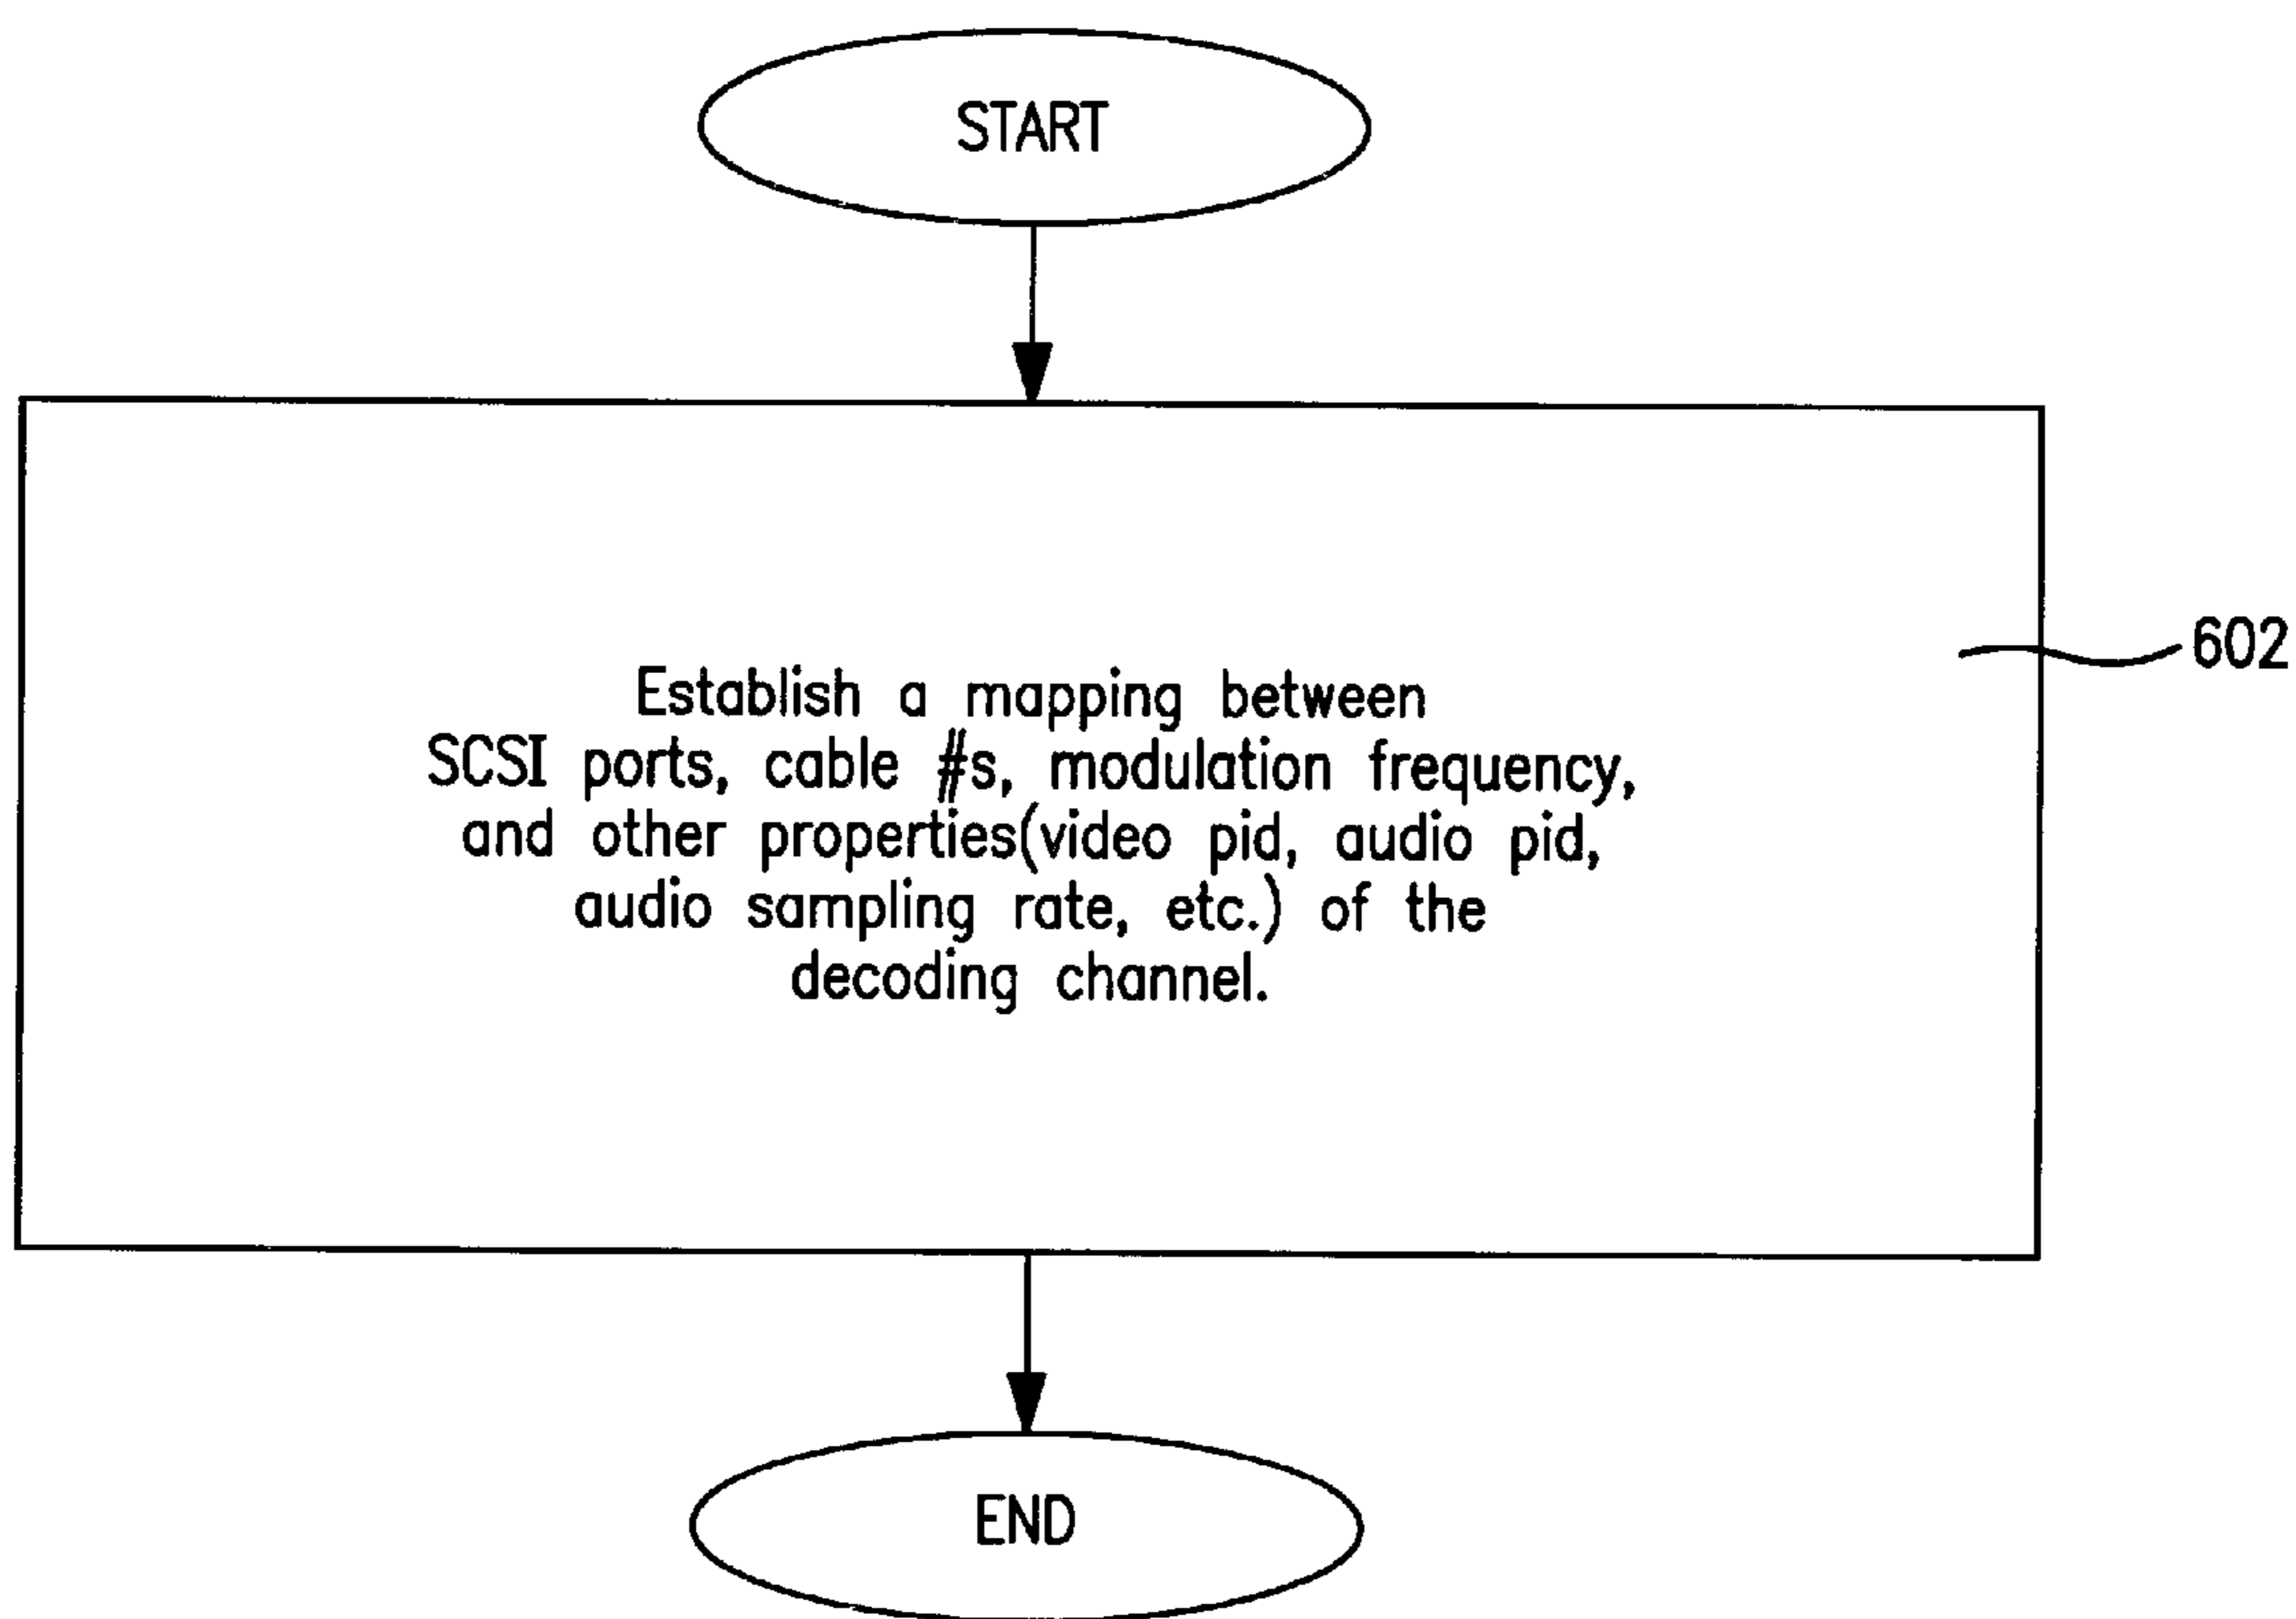 START
Establish a mapping between
SCSI ports, cable #s, modulation frequency,
and other properties(video pid, audio pid,
audio sampling rate, etc.) of the
decoding channel.
602
END